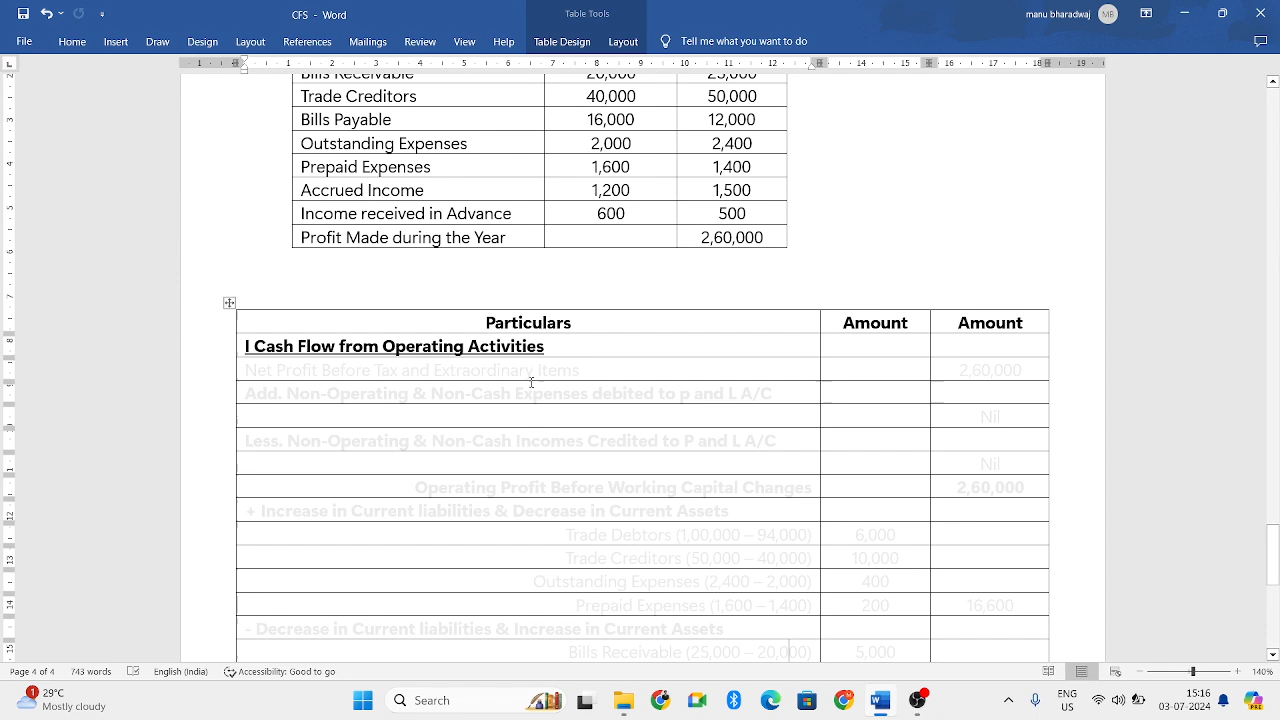 CFS - Word
Table Tools
manu bharadwaj MB
File Home Insert Draw Design Layout References Mailings Review View Help Table Design Layout Tell me what you want to do
Bills Receivable 20,000 25,000
Trade Creditors 40,000 50,000
Bills Payable 16,000 12,000
Outstanding Expenses 2,000 2,400
Prepaid Expenses 1,600 1,400
Accrued Income 1,200 1,500
Income received in Advance 600 500
Profit Made during the Year 2,60,000
Particulars Amount Amount
I Cash Flow from Operating Activities
Net Profit Before Tax and Extraordinary Items 2,60,000
Add. Non-Operating & Non-Cash Expenses debited to p and L A/C
Nil
Less. Non-Operating & Non-Cash Incomes Credited to P and L A/C
Nil
Operating Profit Before Working Capital Changes 2,60,000
+ Increase in Current liabilities & Decrease in Current Assets
Trade Debtors (1,00,000 – 94,000) 6,000
Trade Creditors (50,000 – 40,000) 10,000
Outstanding Expenses (2,400 – 2,000) 400
Prepaid Expenses (1,600 – 1,400) 200 16,600
- Decrease in Current liabilities & Increase in Current Assets
Bills Receivable (25,000 – 20,000) 5,000
Page 4 of 4 743 words English (India) Accessibility: Good to go 140%
29°C
Mostly cloudy
Search
ENG
US
15:16
03-07-2024